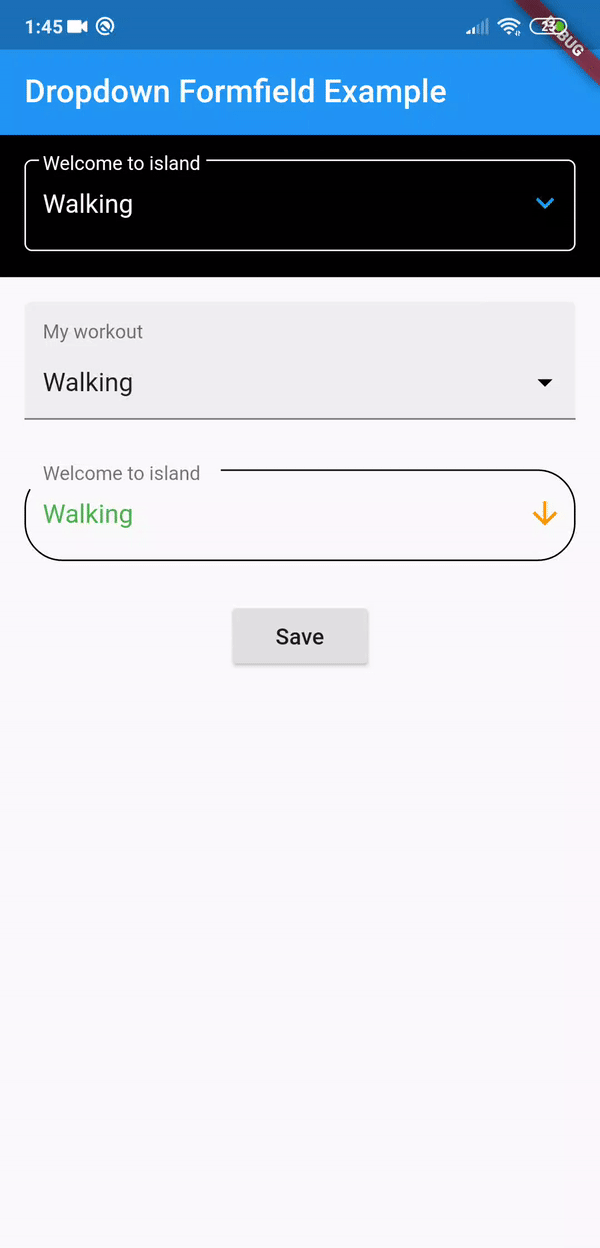 1:45
DEBUG
Dropdown Formfield Example
Welcome to island
Walking
My workout
Walking
Welcome to island
Walking
Save